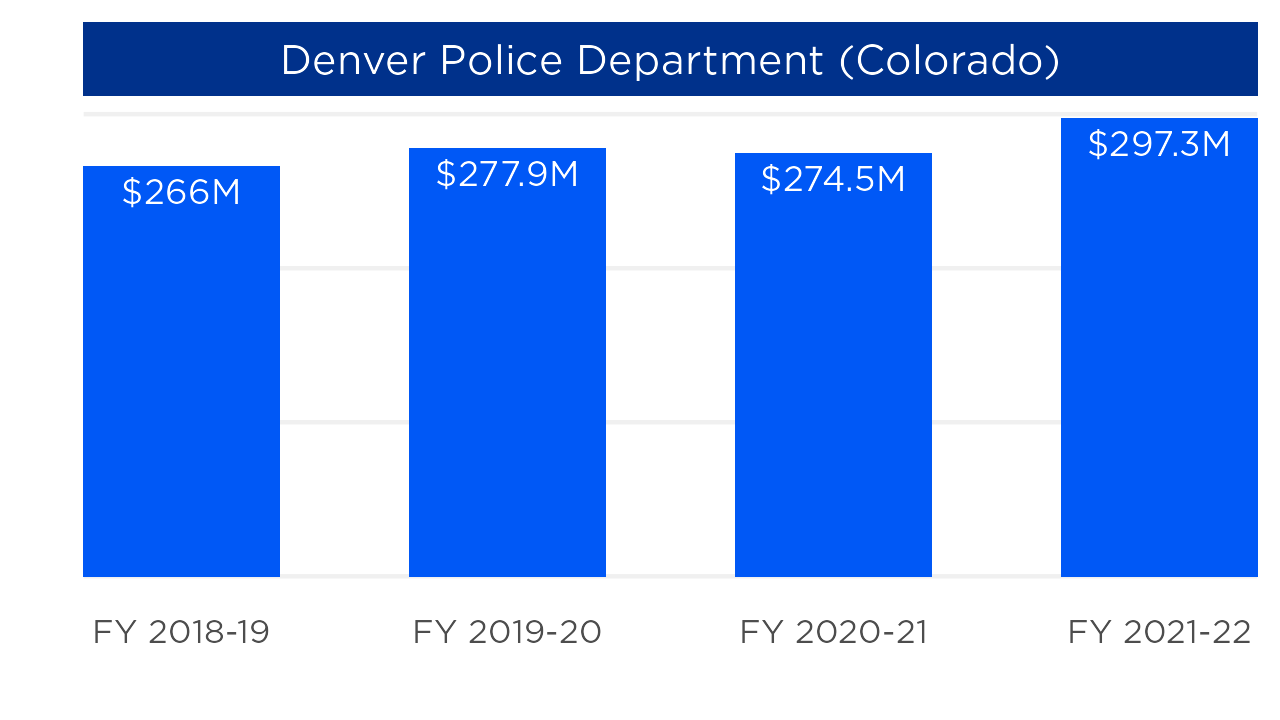 Denver Police Department (Colorado)
$266M
$277.9M
$274.5M
$297.3M
FY 2018-19
FY 2019-20
FY 2020-21
FY 2021-22